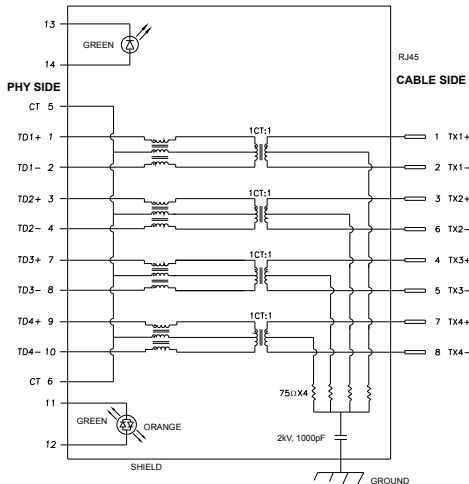 13
GREEN
14
RJ45
PHY SIDE
CABLE SIDE
CT 5
1CT:1
TD1+ 1
1 TX1+
TD1- 2
2 TX1-
1CT:1
TD2+ 3
3 TX2+
TD2- 4
6 TX2-
1CT:1
TD3+ 7
4 TX3+
TD3- 8
5 TX3-
1CT:1
TD4+ 9
7 TX4+
TD4- 10
8 TX4-
CT 6
75ΩX4
11
GREEN
ORANGE
12
2kV, 1000pF
SHIELD
GROUND